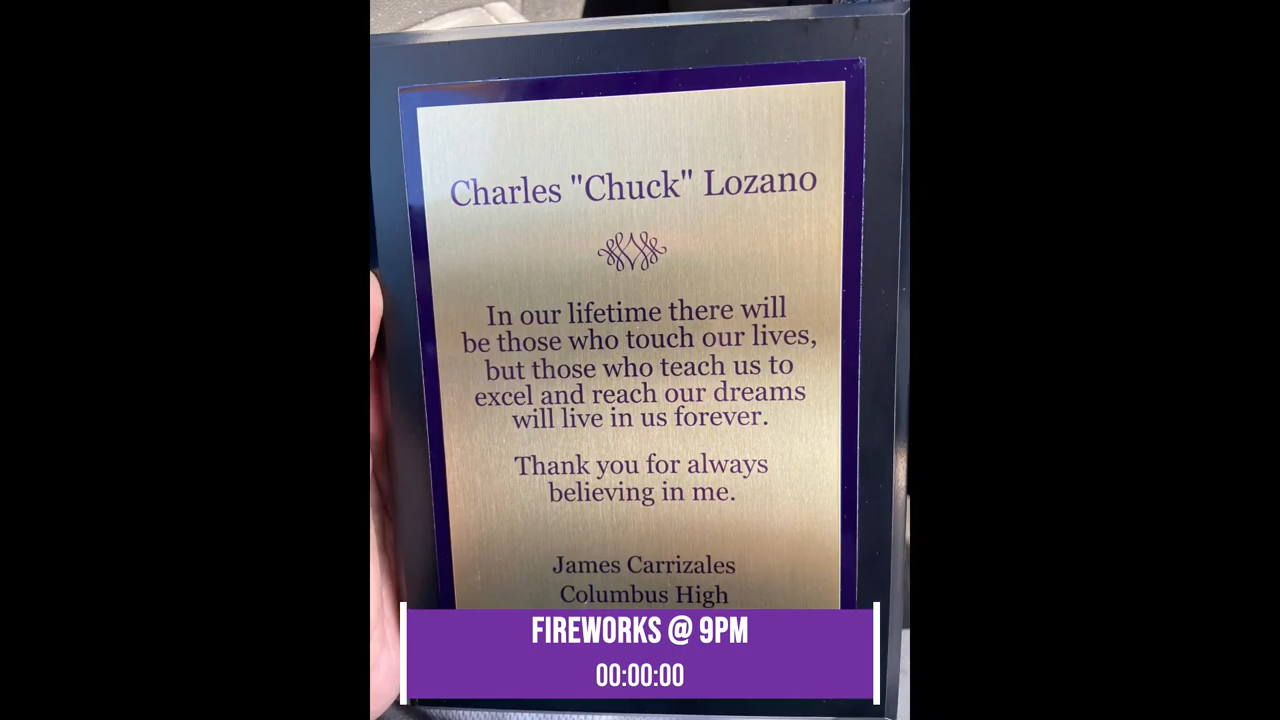 Charles "Chuck" Lozano
In our lifetime there will
be those who touch our lives,
but those who teach us to
excel and reach our dreams
will live in us forever.
Thank you for always
believing in me.
James Carrizales
Columbus High
FIREWORKS @ 9PM
00:00:00